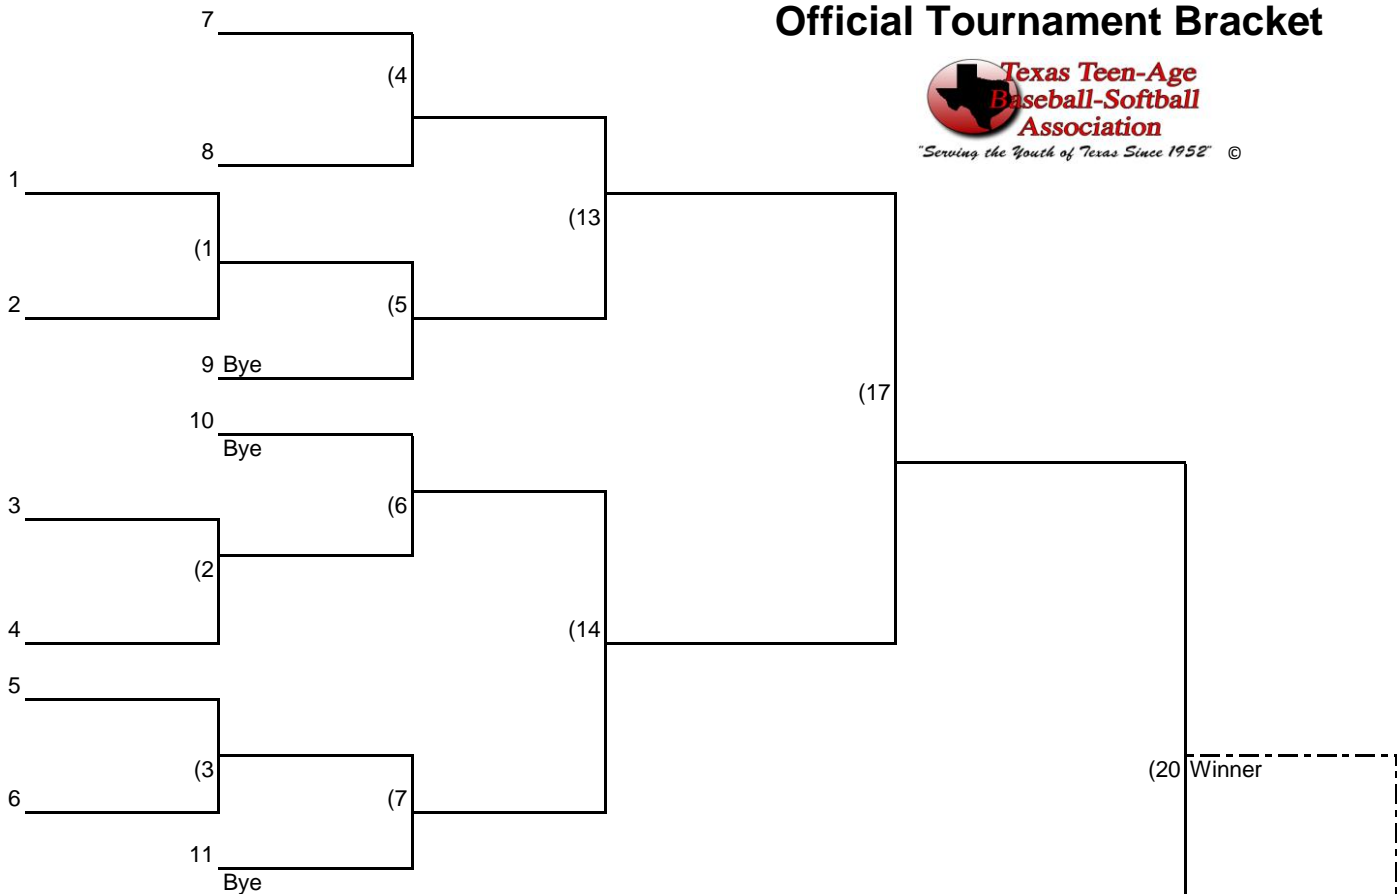 Official Tournament Bracket
Texas Teen-Age
Baseball-Softball
Association
"Serving the Youth of Texas Since 1952" ©
7
(4
8
1
(13
(1
2
(5
9 Bye
(17
10
Bye
3
(6
(2
4
(14
5
(3
(20 Winner
6
(7
11
Bye